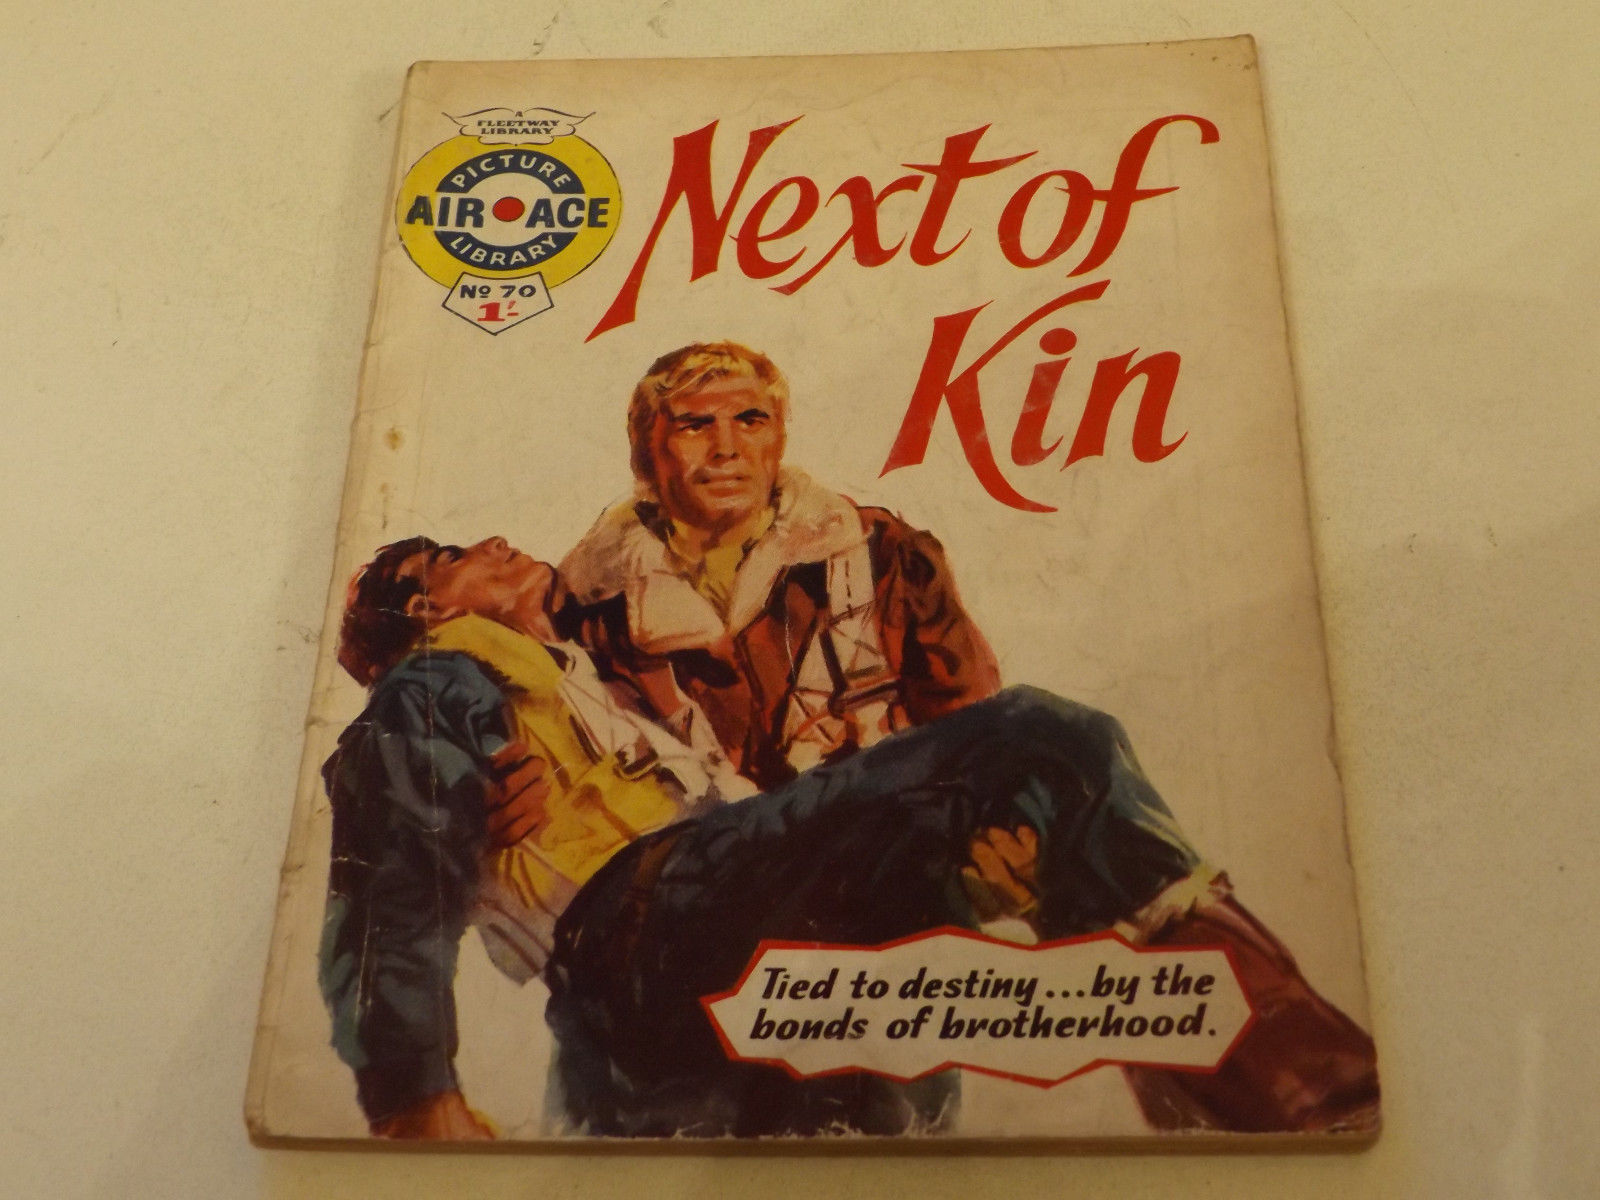 A
FLEETWAY
LIBRARY
PICTURE
AIR ACE
LIBRARY
Nº 70
1/-
Next of
Kin
Tied to destiny...by the
bonds of brotherhood.